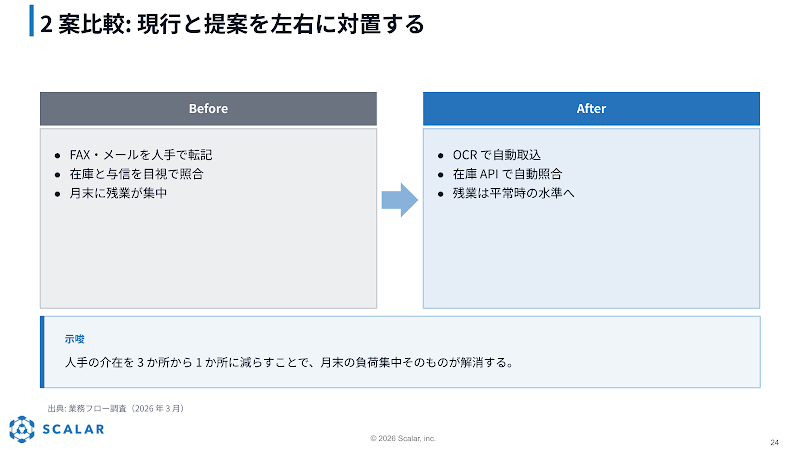 2 案比較: 現行と提案を左右に対置する
Before
● FAX・メールを人手で転記
● 在庫と与信を目視で照合
● 月末に残業が集中
After
● OCR で自動取込
● 在庫 API で自動照合
● 残業は平常時の水準へ
示唆
人手の介在を 3 か所から 1 か所に減らすことで、月末の負荷集中そのものが解消する。
出典: 業務フロー調査（2026 年 3 月）
SCALAR
© 2026 Scalar, inc.
24